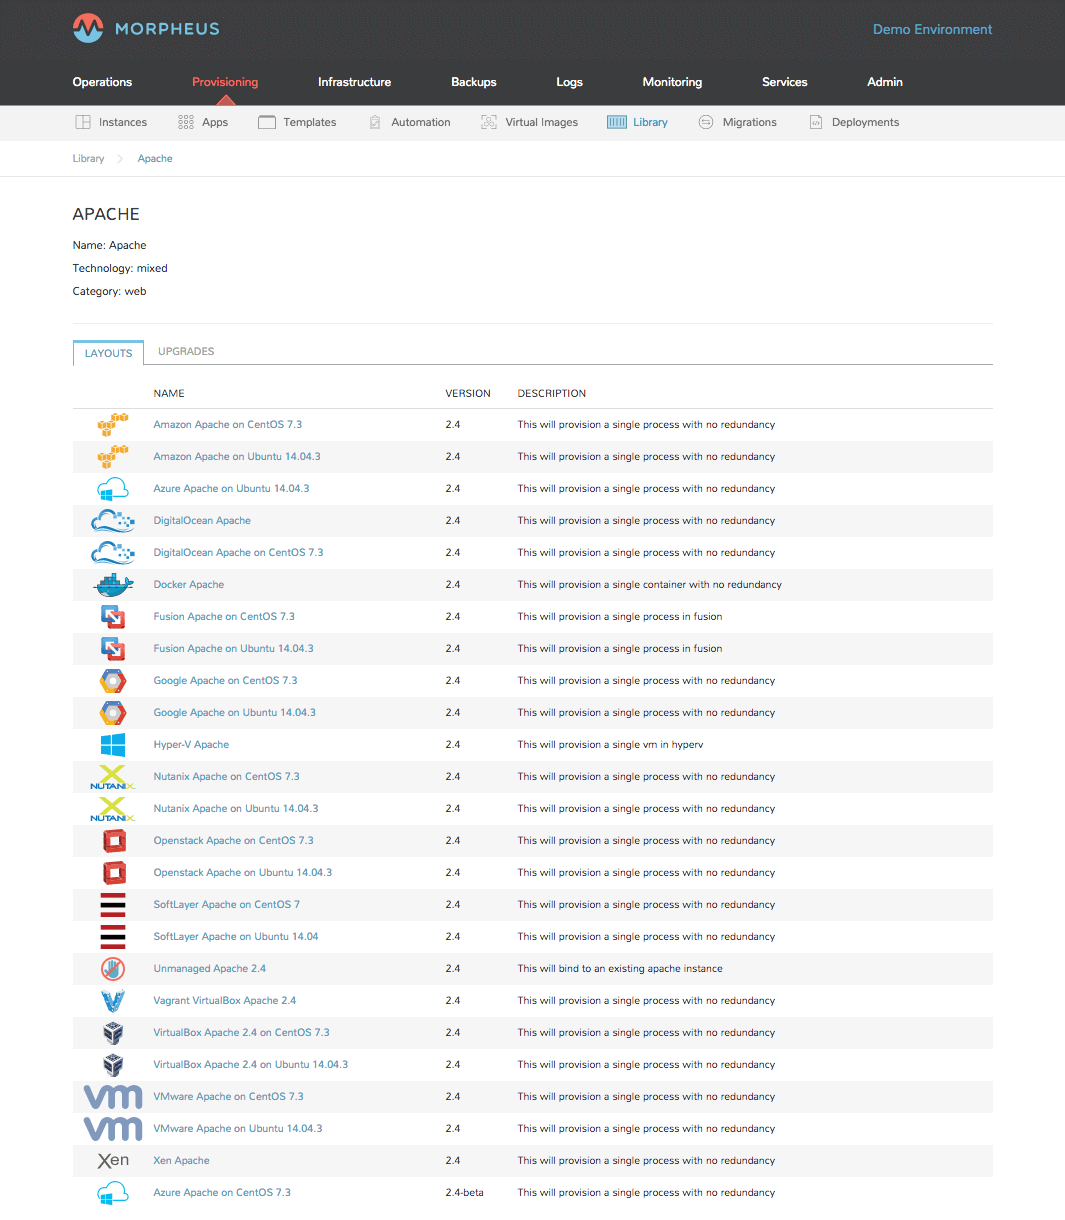 MORPHEUS
Demo Environment
Operations Provisioning Infrastructure Backups Logs Monitoring Services Admin
Instances Apps Templates Automation Virtual Images Library Migrations Deployments
Library Apache
APACHE
Name: Apache
Technology: mixed
Category: web
LAYOUTS UPGRADES
NAME VERSION DESCRIPTION
Amazon Apache on CentOS 7.3 2.4 This will provision a single process with no redundancy
Amazon Apache on Ubuntu 14.04.3 2.4 This will provision a single process with no redundancy
Azure Apache on Ubuntu 14.04.3 2.4 This will provision a single process with no redundancy
DigitalOcean Apache 2.4 This will provision a single process with no redundancy
DigitalOcean Apache on CentOS 7.3 2.4 This will provision a single process with no redundancy
Docker Apache 2.4 This will provision a single container with no redundancy
Fusion Apache on CentOS 7.3 2.4 This will provision a single process in fusion
Fusion Apache on Ubuntu 14.04.3 2.4 This will provision a single process in fusion
Google Apache on CentOS 7.3 2.4 This will provision a single process with no redundancy
Google Apache on Ubuntu 14.04.3 2.4 This will provision a single process with no redundancy
Hyper-V Apache 2.4 This will provision a single vm in hyperv
NUTANIX Nutanix Apache on CentOS 7.3 2.4 This will provision a single process with no redundancy
NUTANIX Nutanix Apache on Ubuntu 14.04.3 2.4 This will provision a single process with no redundancy
Openstack Apache on CentOS 7.3 2.4 This will provision a single process with no redundancy
Openstack Apache on Ubuntu 14.04.3 2.4 This will provision a single process with no redundancy
SoftLayer Apache on CentOS 7 2.4 This will provision a single process with no redundancy
SoftLayer Apache on Ubuntu 14.04 2.4 This will provision a single process with no redundancy
Unmanaged Apache 2.4 2.4 This will bind to an existing apache instance
Vagrant VirtualBox Apache 2.4 2.4 This will provision a single process with no redundancy
VirtualBox Apache 2.4 on CentOS 7.3 2.4 This will provision a single process with no redundancy
VirtualBox Apache 2.4 on Ubuntu 14.04.3 2.4 This will provision a single process with no redundancy
vm VMware Apache on CentOS 7.3 2.4 This will provision a single process with no redundancy
vm VMware Apache on Ubuntu 14.04.3 2.4 This will provision a single process with no redundancy
Xen Xen Apache 2.4 This will provision a single process with no redundancy
Azure Apache on CentOS 7.3 2.4-beta This will provision a single process with no redundancy